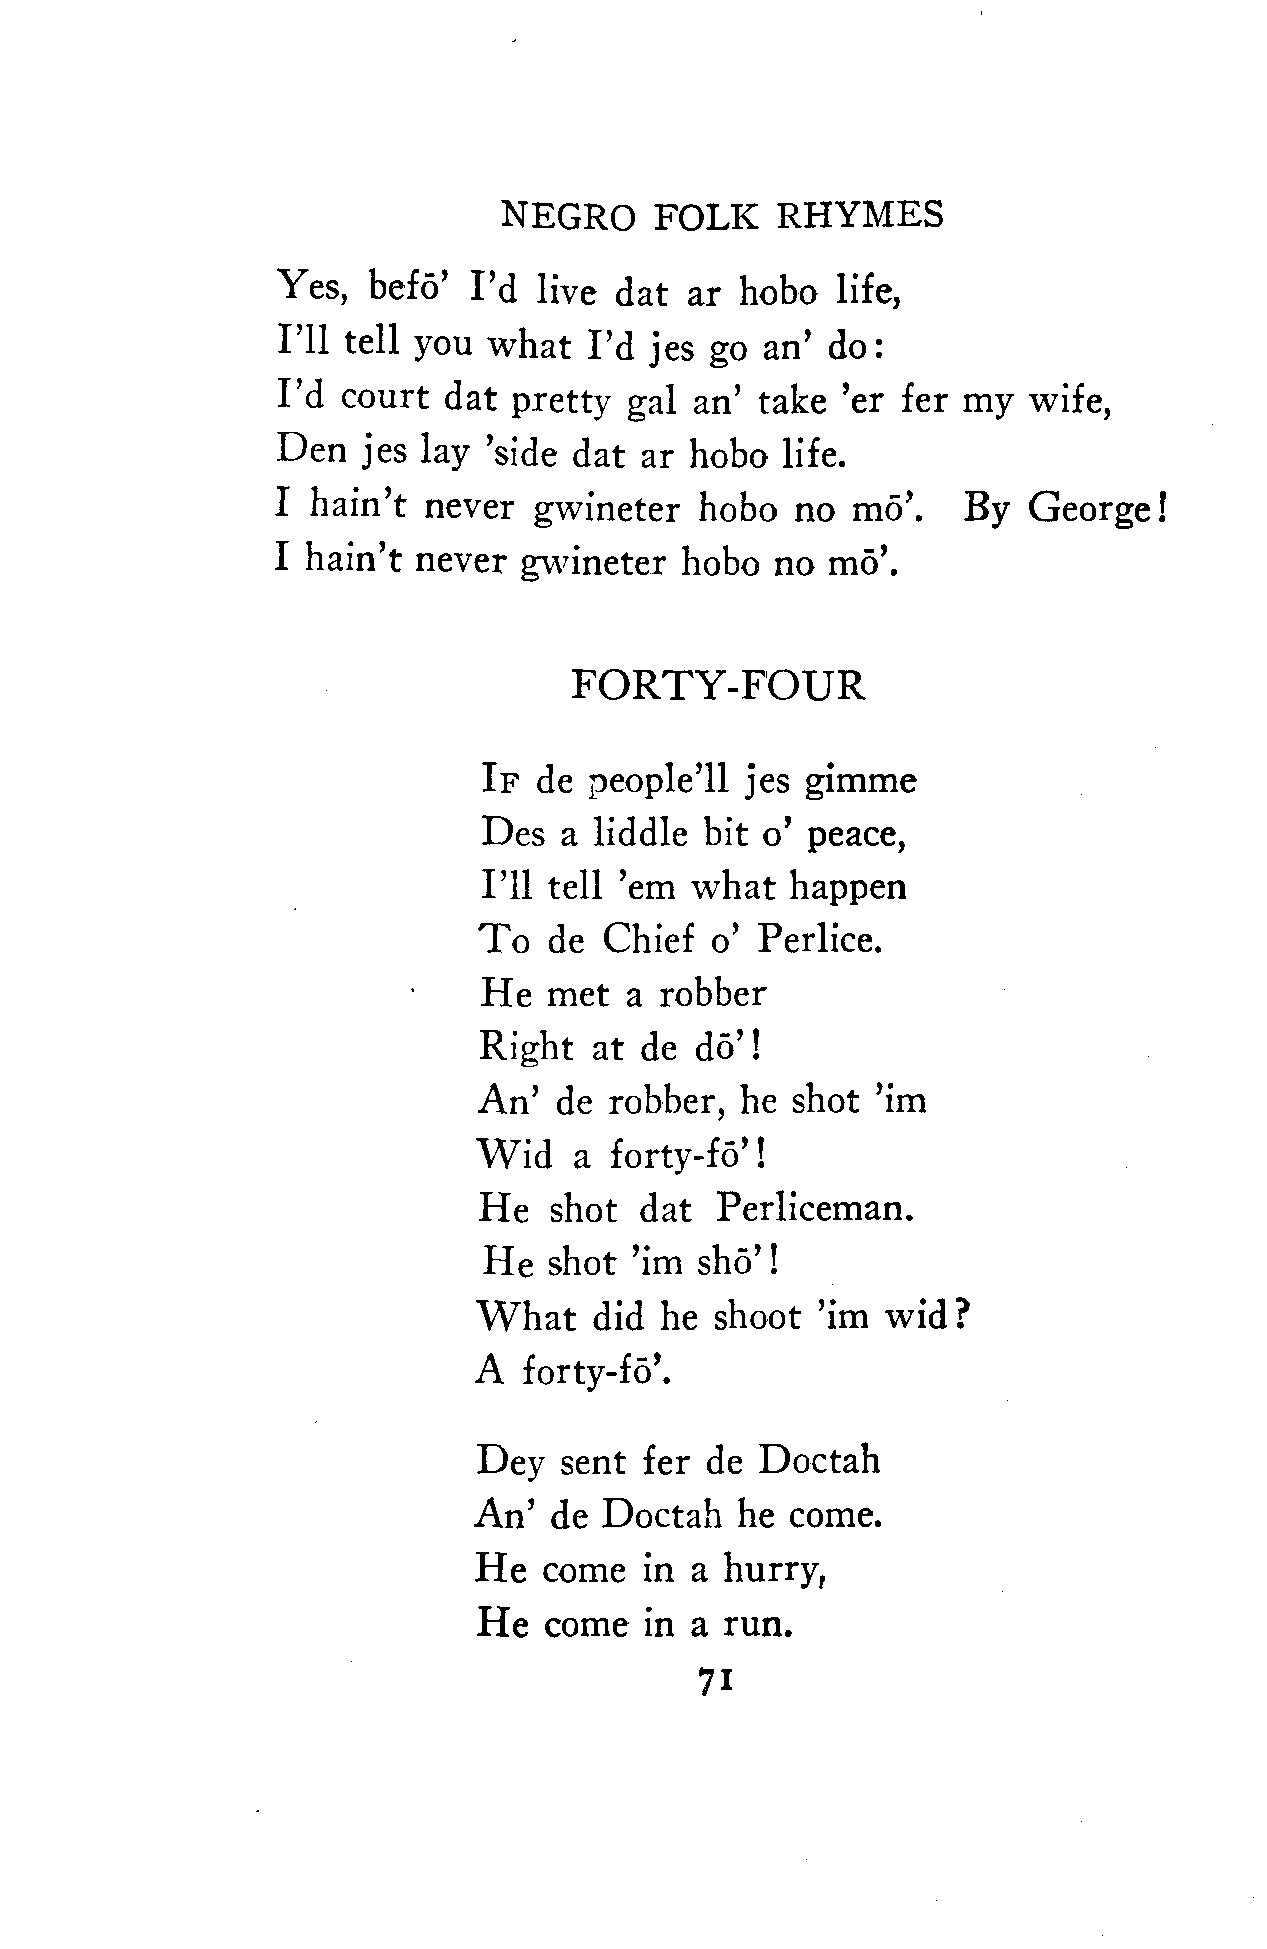 NEGRO FOLK RHYMES
Yes, befō' I'd live dat ar hobo life,
I'll tell you what I'd jes go an' do:
I'd court dat pretty gal an' take 'er fer my wife,
Den jes lay 'side dat ar hobo life.
I hain't never gwineter hobo no mō'. By George!
I hain't never gwineter hobo no mō'.
FORTY-FOUR
IF de people'll jes gimme
Des a liddle bit o' peace,
I'll tell 'em what happen
To de Chief o' Perlice.
He met a robber
Right at de dō'!
An' de robber, he shot 'im
Wid a forty-fō'!
He shot dat Perliceman.
He shot 'im shō'!
What did he shoot 'im wid?
A forty-fō'.
Dey sent fer de Doctah
An' de Doctah he come.
He come in a hurry,
He come in a run.
71